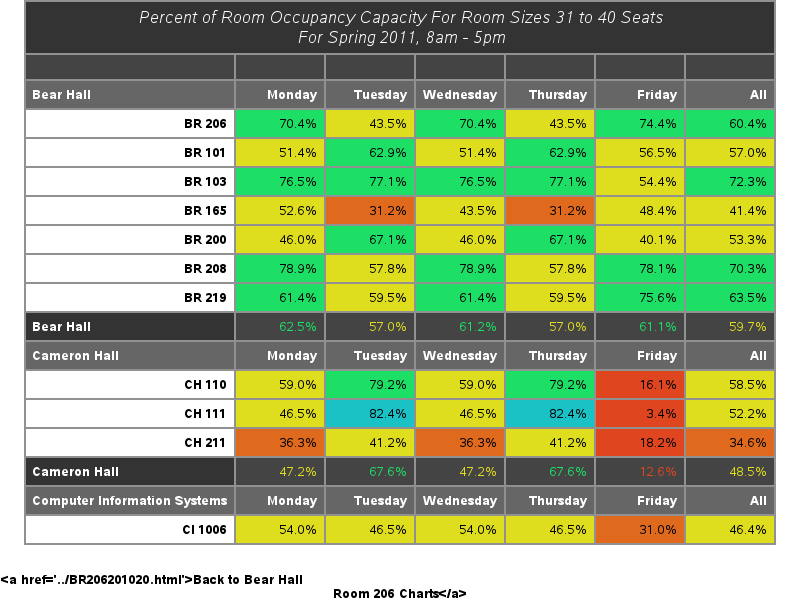 Percent of Room Occupancy Capacity For Room Sizes 31 to 40 Seats
For Spring 2011, 8am - 5pm
Bear Hall Monday Tuesday Wednesday Thursday Friday All
BR 206 70.4% 43.5% 70.4% 43.5% 74.4% 60.4%
BR 101 51.4% 62.9% 51.4% 62.9% 56.5% 57.0%
BR 103 76.5% 77.1% 76.5% 77.1% 54.4% 72.3%
BR 165 52.6% 31.2% 43.5% 31.2% 48.4% 41.4%
BR 200 46.0% 67.1% 46.0% 67.1% 40.1% 53.3%
BR 208 78.9% 57.8% 78.9% 57.8% 78.1% 70.3%
BR 219 61.4% 59.5% 61.4% 59.5% 75.6% 63.5%
Bear Hall 62.5% 57.0% 61.2% 57.0% 61.1% 59.7%
Cameron Hall Monday Tuesday Wednesday Thursday Friday All
CH 110 59.0% 79.2% 59.0% 79.2% 16.1% 58.5%
CH 111 46.5% 82.4% 46.5% 82.4% 3.4% 52.2%
CH 211 36.3% 41.2% 36.3% 41.2% 18.2% 34.6%
Cameron Hall 47.2% 67.6% 47.2% 67.6% 12.6% 48.5%
Computer Information Systems Monday Tuesday Wednesday Thursday Friday All
CI 1006 54.0% 46.5% 54.0% 46.5% 31.0% 46.4%
<a href='../BR206201020.html'>Back to Bear Hall
Room 206 Charts</a>